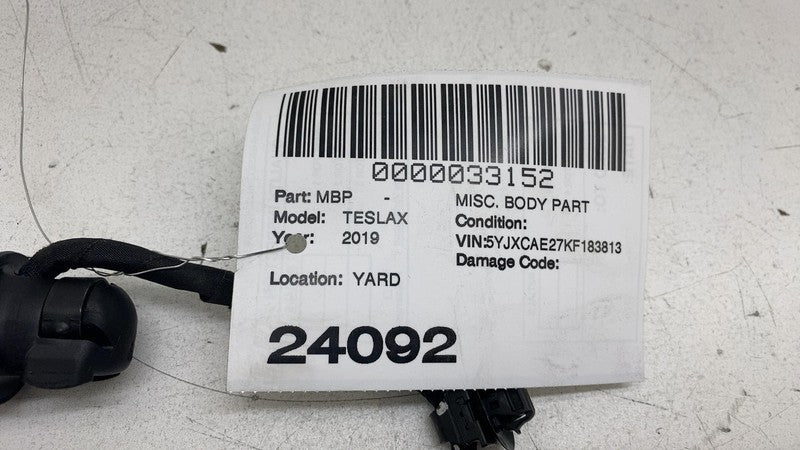 0000033152
Part: MBP - MISC. BODY PART
Model: TESLAX Condition:
Year: 2019 VIN:5YJXCAE27KF183813
Damage Code:
Location: YARD
24092